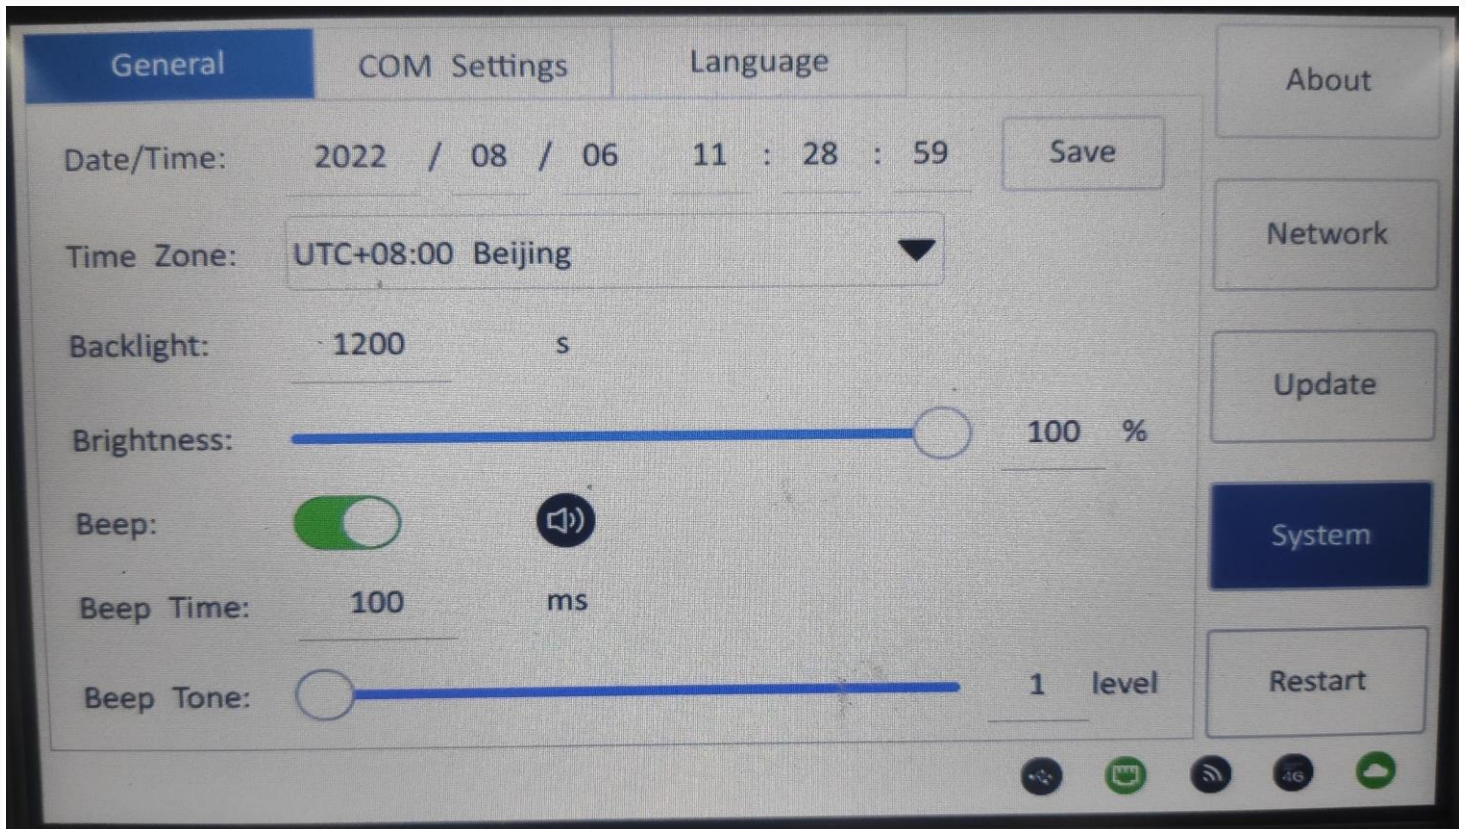 General COM Settings Language
About
Date/Time: 2022 / 08 / 06 11 : 28 : 59 Save
Network
Time Zone: UTC+08:00 Beijing
Backlight: 1200 s
Update
Brightness: 100 %
Beep:
System
Beep Time: 100 ms
Beep Tone: 1 level
Restart
4G